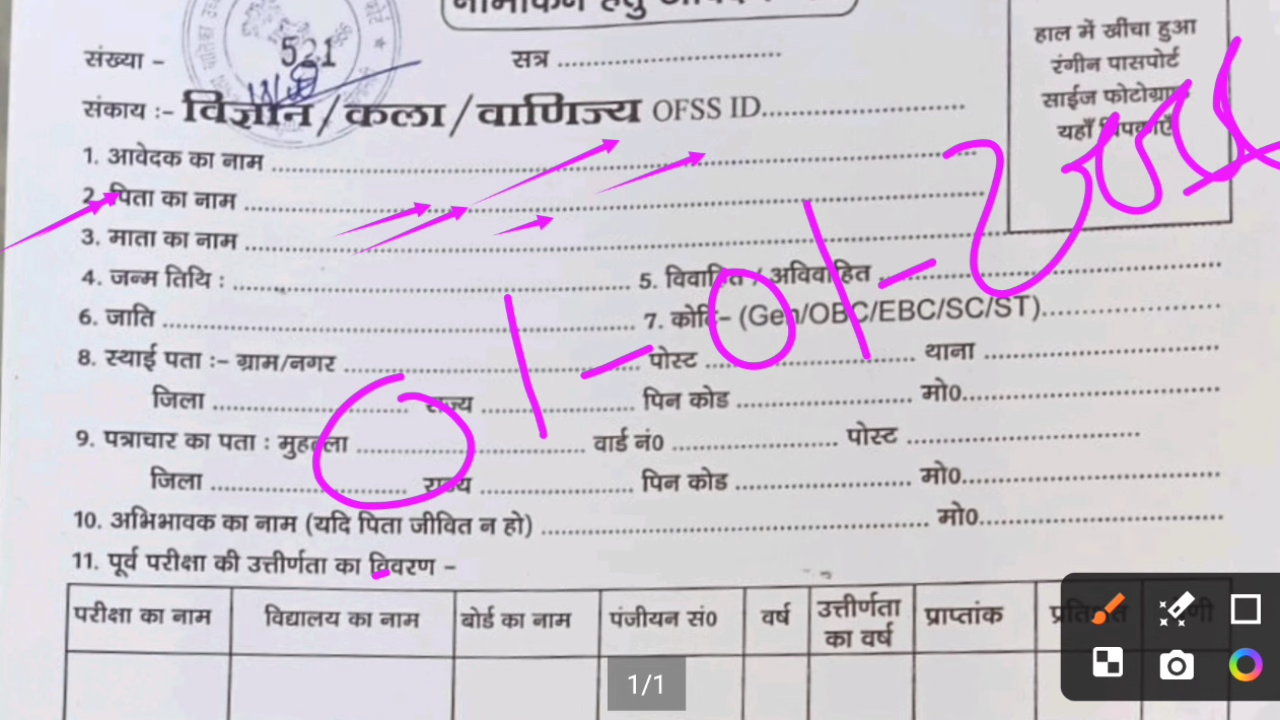 नामांकन हेतु
संख्या - 521 सत्र ........................
संकाय :- विज्ञान/कला/वाणिज्य OFSS ID........................
हाल में खींचा हुआ
रंगीन पासपोर्ट
साईज फोटोग्राफ
यहाँ चिपकाएँ
1. आवेदक का नाम ........................
2. पिता का नाम ........................
3. माता का नाम ........................
4. जन्म तिथि : ........................ 5. विवाहित / अविवाहित ........................
6. जाति ........................ 7. कोटि- (Gen/OBC/EBC/SC/ST)........................
8. स्थाई पता :- ग्राम/नगर ........................ पोस्ट ........................ थाना ........................
जिला ........................ राज्य ........................ पिन कोड ........................ मो0........................
9. पत्राचार का पता : मुहल्ला ........................ वार्ड नं0 ........................ पोस्ट ........................
जिला ........................ राज्य ........................ पिन कोड ........................ मो0........................
10. अभिभावक का नाम (यदि पिता जीवित न हो) ........................ मो0........................
11. पूर्व परीक्षा की उत्तीर्णता का विवरण -
परीक्षा का नाम विद्यालय का नाम बोर्ड का नाम पंजीयन सं0 वर्ष उत्तीर्णता का वर्ष प्राप्तांक प्रतिशत
01-01-200
1/1